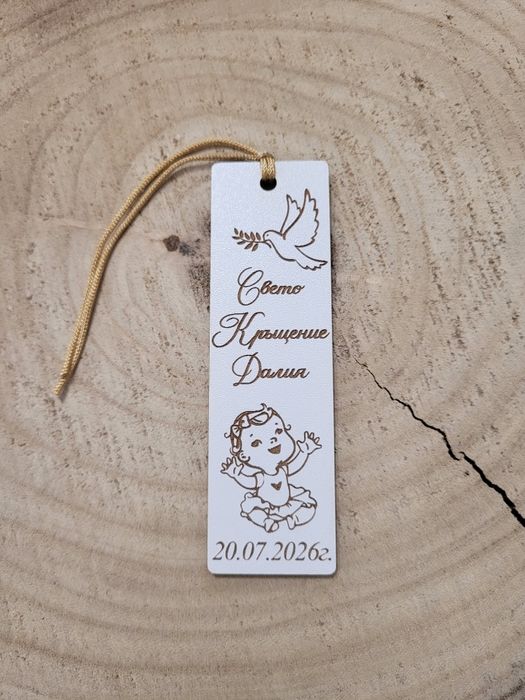 Свето
Кръщение
Далия
20.07.2026г.